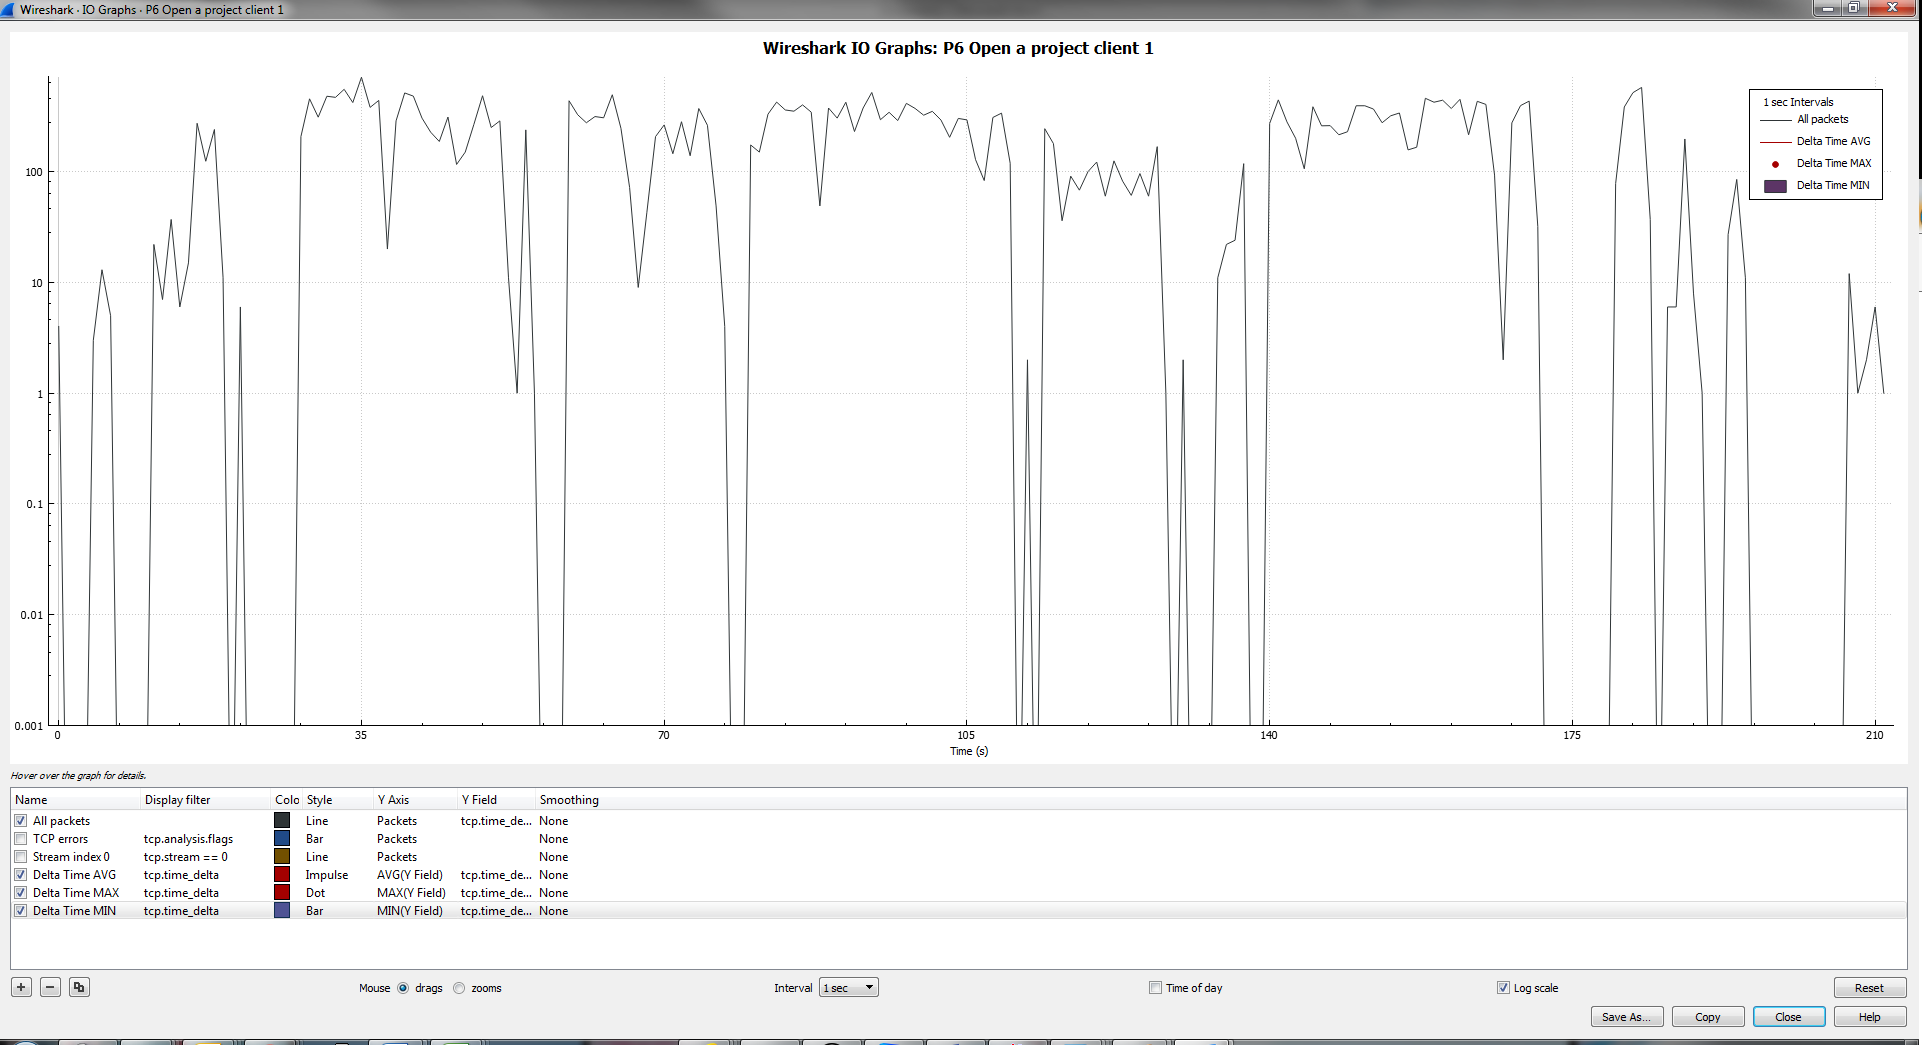 Wireshark · IO Graphs · P6 Open a project client 1
Wireshark IO Graphs: P6 Open a project client 1
1 sec Intervals
All packets
Delta Time AVG
Delta Time MAX
Delta Time MIN
100
10
1
0.1
0.01
0.001
0 35 70 105 140 175 210
Time (s)
Hover over the graph for details.
Name Display filter Colo Style Y Axis Y Field Smoothing
All packets Line Packets tcp.time_de... None
TCP errors tcp.analysis.flags Bar Packets None
Stream index 0 tcp.stream == 0 Line Packets None
Delta Time AVG tcp.time_delta Impulse AVG(Y Field) tcp.time_de... None
Delta Time MAX tcp.time_delta Dot MAX(Y Field) tcp.time_de... None
Delta Time MIN tcp.time_delta Bar MIN(Y Field) tcp.time_de... None
Mouse drags zooms Interval 1 sec Time of day Log scale Reset
Save As... Copy Close Help